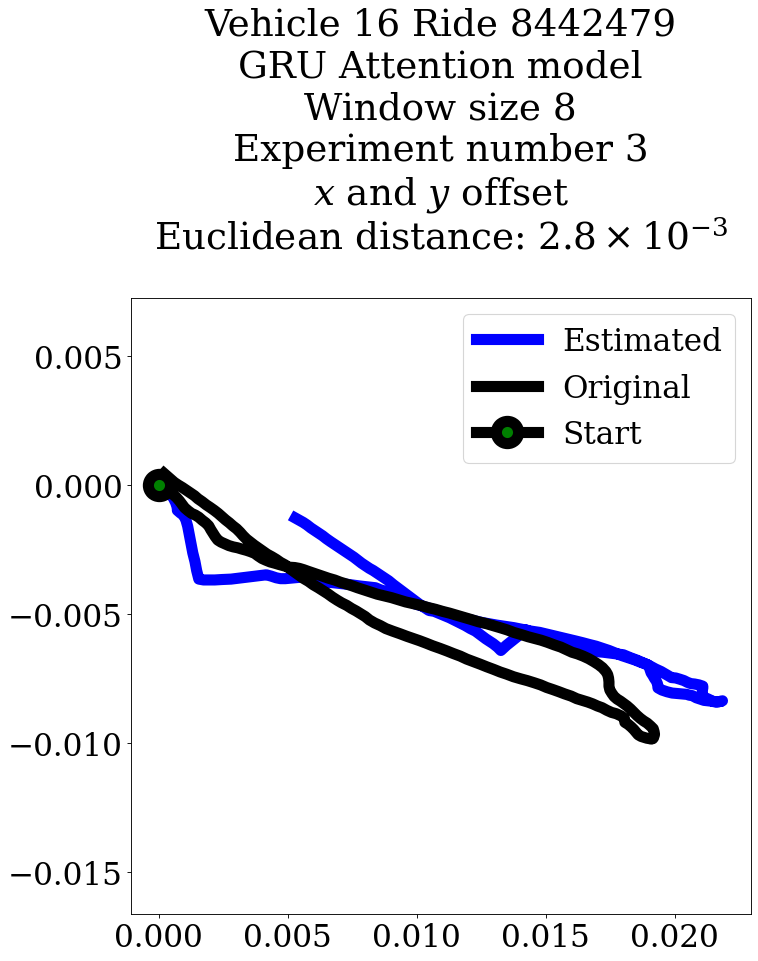 Vehicle 16 Ride 8442479
GRU Attention model
Window size 8
Experiment number 3
x and y offset
Euclidean distance: 2.8 × 10⁻³
Estimated
Original
Start
0.005
0.000
−0.005
−0.010
−0.015
0.000 0.005 0.010 0.015 0.020